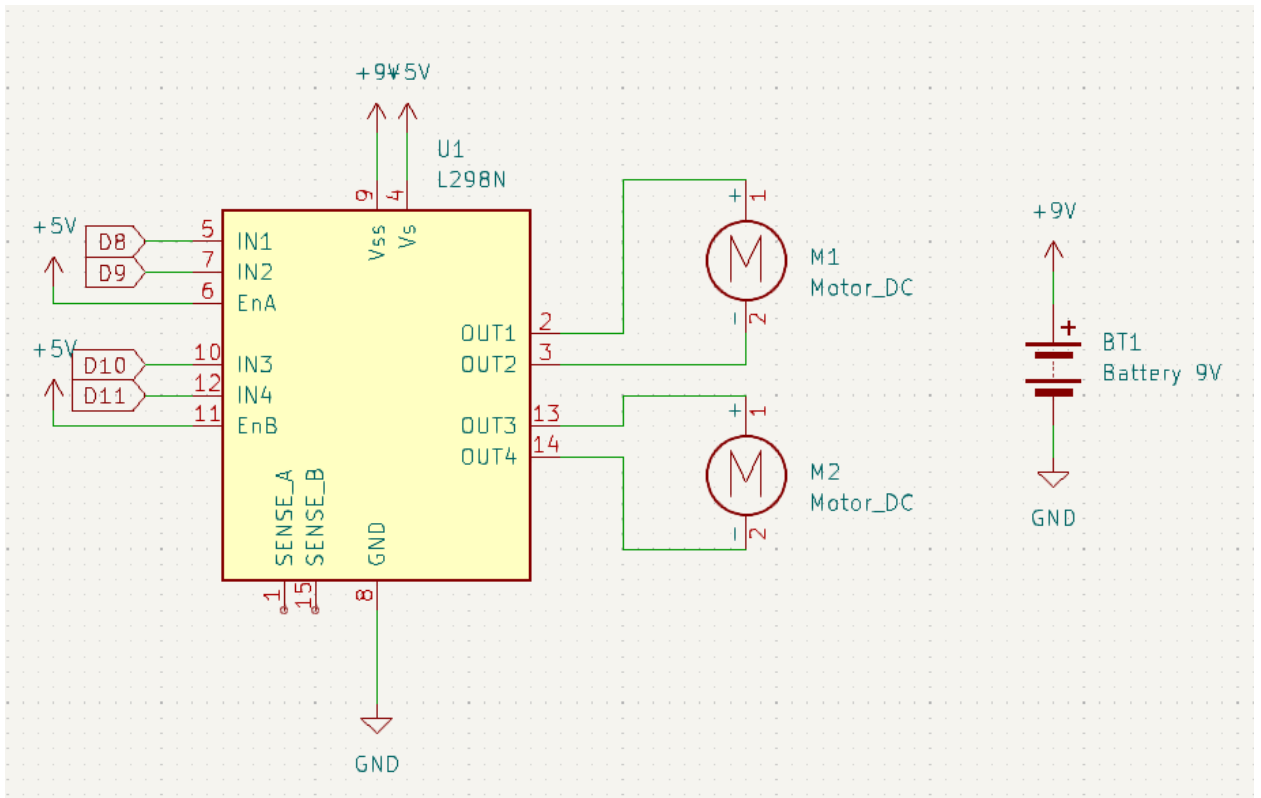 +9V
+5V
U1
L298N
9
4
Vss
Vs
+5V
D8
5
IN1
D9
7
IN2
6
EnA
+5V
D10
10
IN3
D11
12
IN4
11
EnB
2
OUT1
3
OUT2
13
OUT3
14
OUT4
SENSE_A
SENSE_B
GND
1
15
8
GND
+
1
M
M1
Motor_DC
-
2
+
1
M
M2
Motor_DC
-
2
+9V
+
BT1
Battery 9V
GND